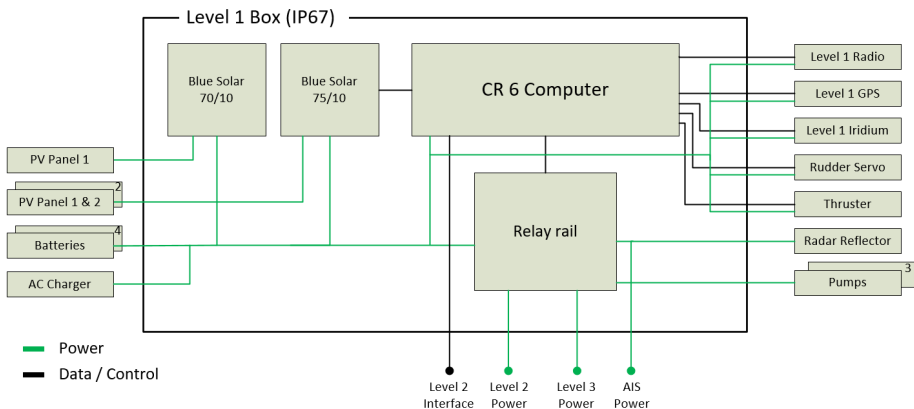 Level 1 Box (IP67)
Blue Solar
70/10
Blue Solar
75/10
CR 6 Computer
Relay rail
PV Panel 1
2
PV Panel 1 & 2
4
Batteries
AC Charger
Level 1 Radio
Level 1 GPS
Level 1 Iridium
Rudder Servo
Thruster
Radar Reflector
3
Pumps
Power
Data / Control
Level 2
Interface
Level 2
Power
Level 3
Power
AIS
Power